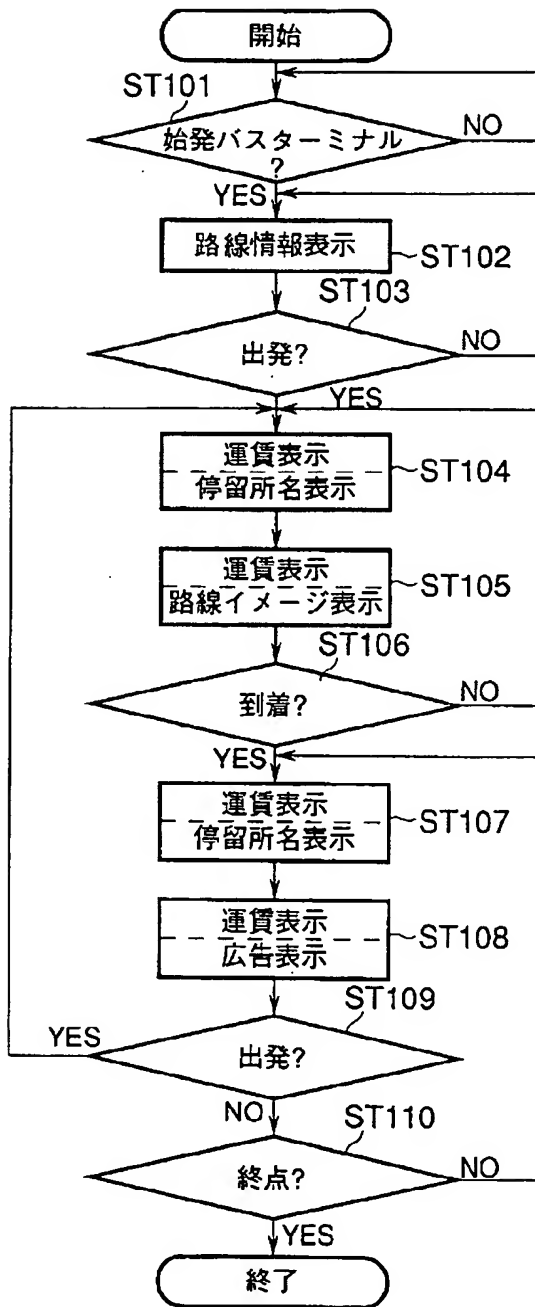 開始
ST101
始発バスターミナル
?
NO
YES
路線情報表示
ST102
ST103
出発?
NO
YES
運賃表示
停留所名表示
ST104
運賃表示
路線イメージ表示
ST105
ST106
到着?
NO
YES
運賃表示
停留所名表示
ST107
運賃表示
広告表示
ST108
ST109
YES
出発?
NO
ST110
終点?
NO
YES
終了